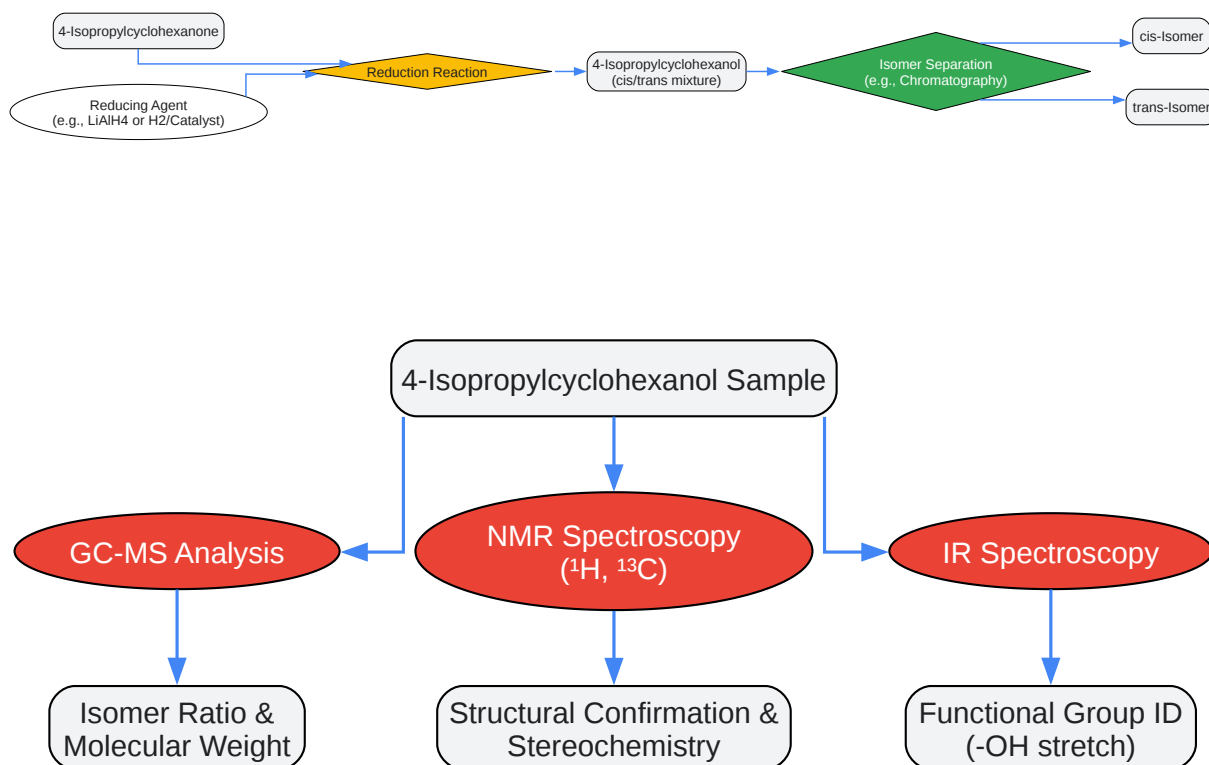 4-Isopropylcyclohexanone
Reducing Agent
(e.g., LiAlH4 or H2/Catalyst)
Reduction Reaction
4-Isopropylcyclohexanol
(cis/trans mixture)
Isomer Separation
(e.g., Chromatography)
cis-Isomer
trans-Isomer
4-Isopropylcyclohexanol Sample
GC-MS Analysis
NMR Spectroscopy
(¹H, ¹³C)
IR Spectroscopy
Isomer Ratio &
Molecular Weight
Structural Confirmation &
Stereochemistry
Functional Group ID
(-OH stretch)